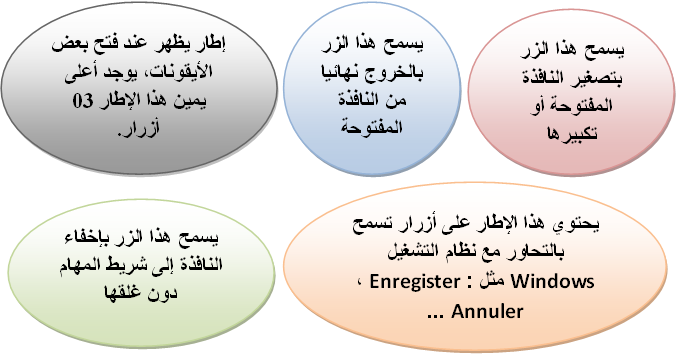 يسمح هذا الزر
بتصغير النافذة
المفتوحة أو
تكبيرها
يسمح هذا الزر
بالخروج نهائيا
من النافذة
المفتوحة
إطار يظهر عند فتح بعض
الأيقونات، يوجد أعلى
يمين هذا الإطار 03
أزرار.
يحتوي هذا الإطار على أزرار تسمح
بالتحاور مع نظام التشغيل
Windows مثل : Enregister ،
Annuler ...
يسمح هذا الزر بإخفاء
النافذة إلى شريط المهام
دون غلقها